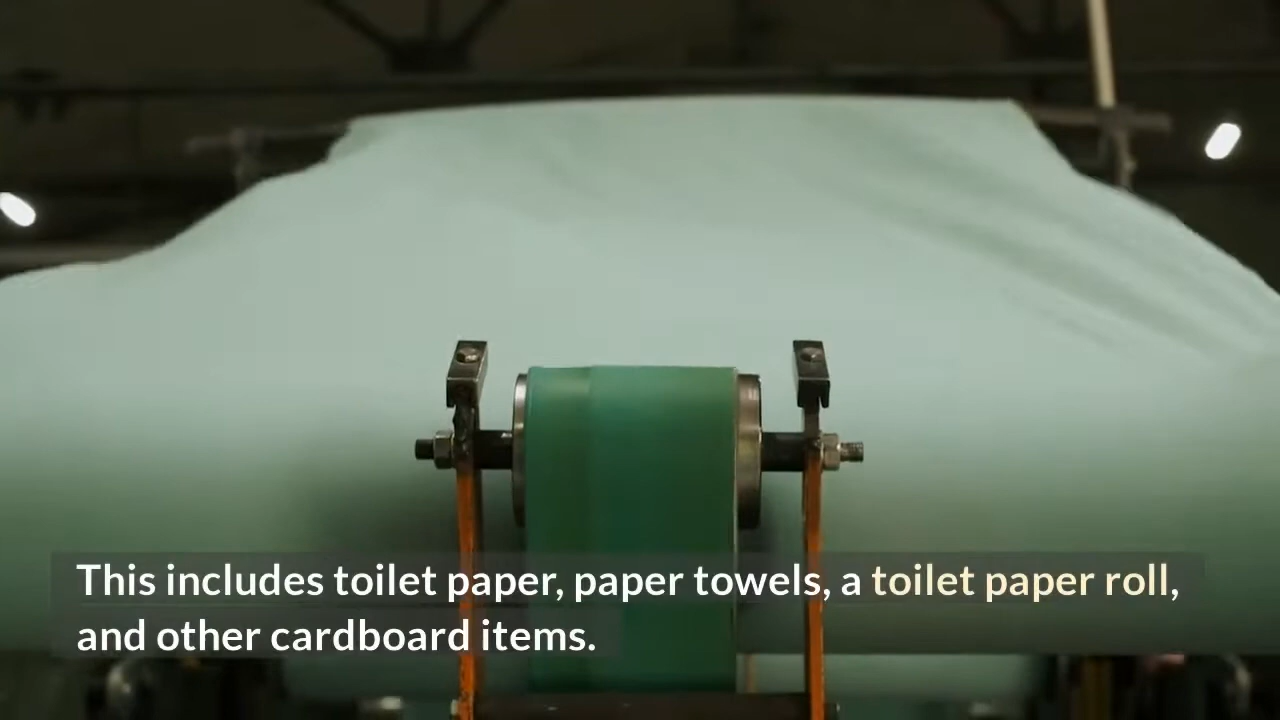 This includes toilet paper, paper towels, a toilet paper roll,
and other cardboard items.